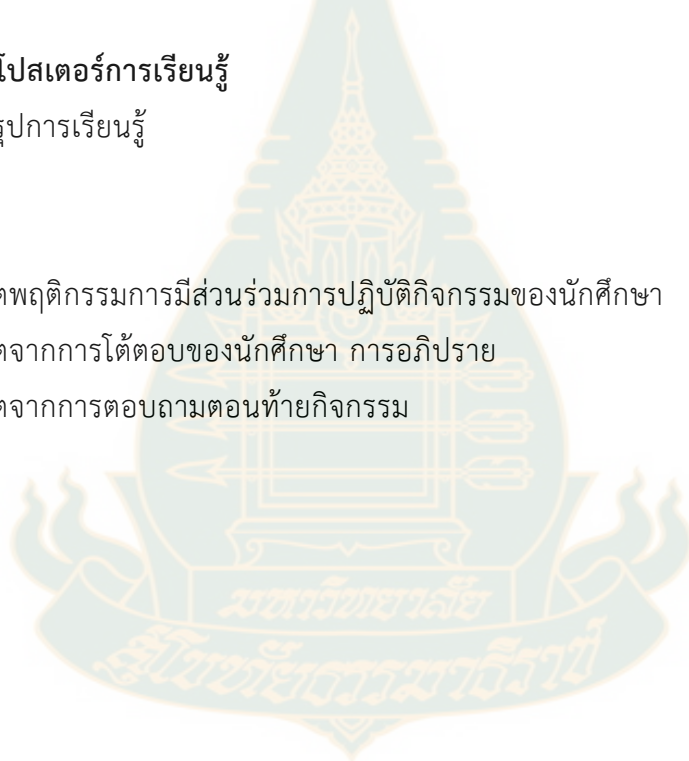 โปสเตอร์การเรียนรู้
รุปการเรียนรู้
ตพฤติกรรมการมีส่วนร่วมการปฏิบัติกิจกรรมของนักศึกษา
ตจากการโต้ตอบของนักศึกษา การอภิปราย
ตจากการตอบถามตอนท้ายกิจกรรม
มหาวิทยาลัย
สุโขทัยธรรมาธิราช